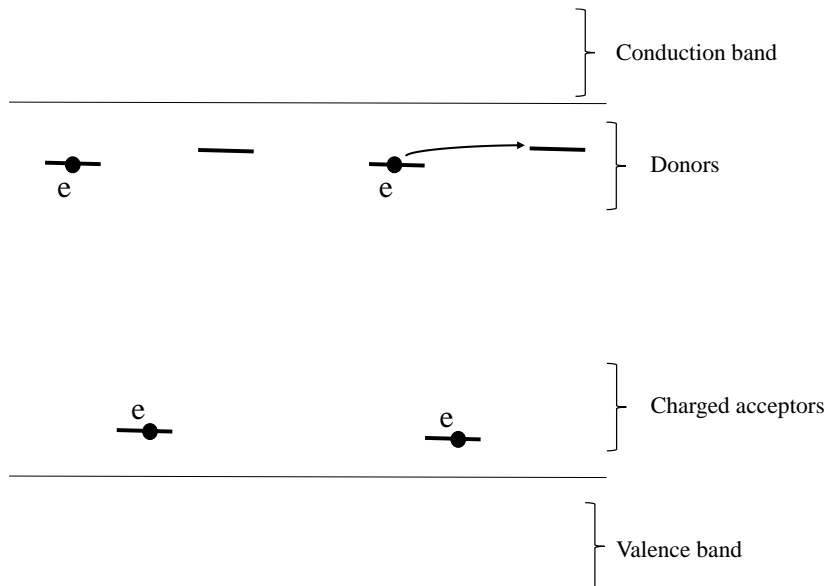 Conduction band
Donors
e
e
e
e
Charged acceptors
Valence band